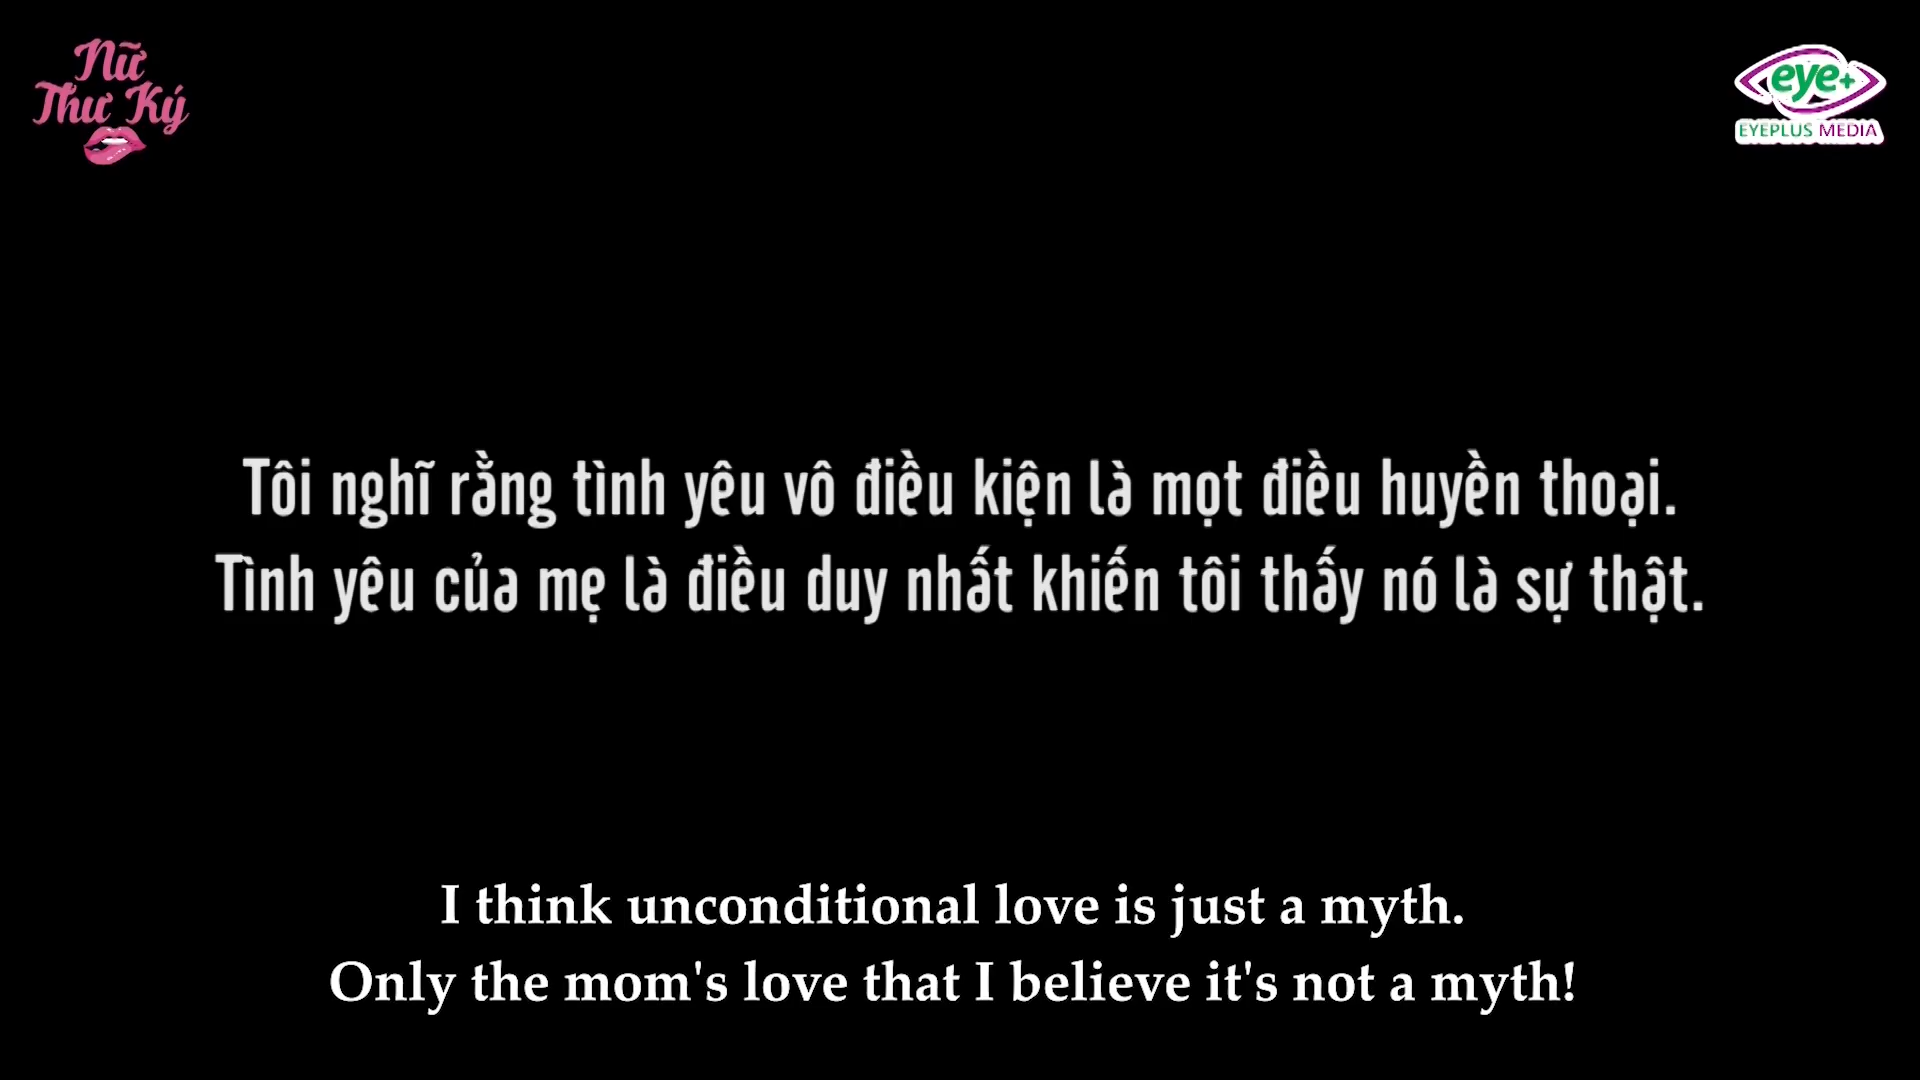 Nữ
Thư Ký
eye+
EYEPLUS MEDIA
Tôi nghĩ rằng tình yêu vô điều kiện là mọt điều huyền thoại.
Tình yêu của mẹ là điều duy nhất khiến tôi thấy nó là sự thật.
I think unconditional love is just a myth.
Only the mom's love that I believe it's not a myth!